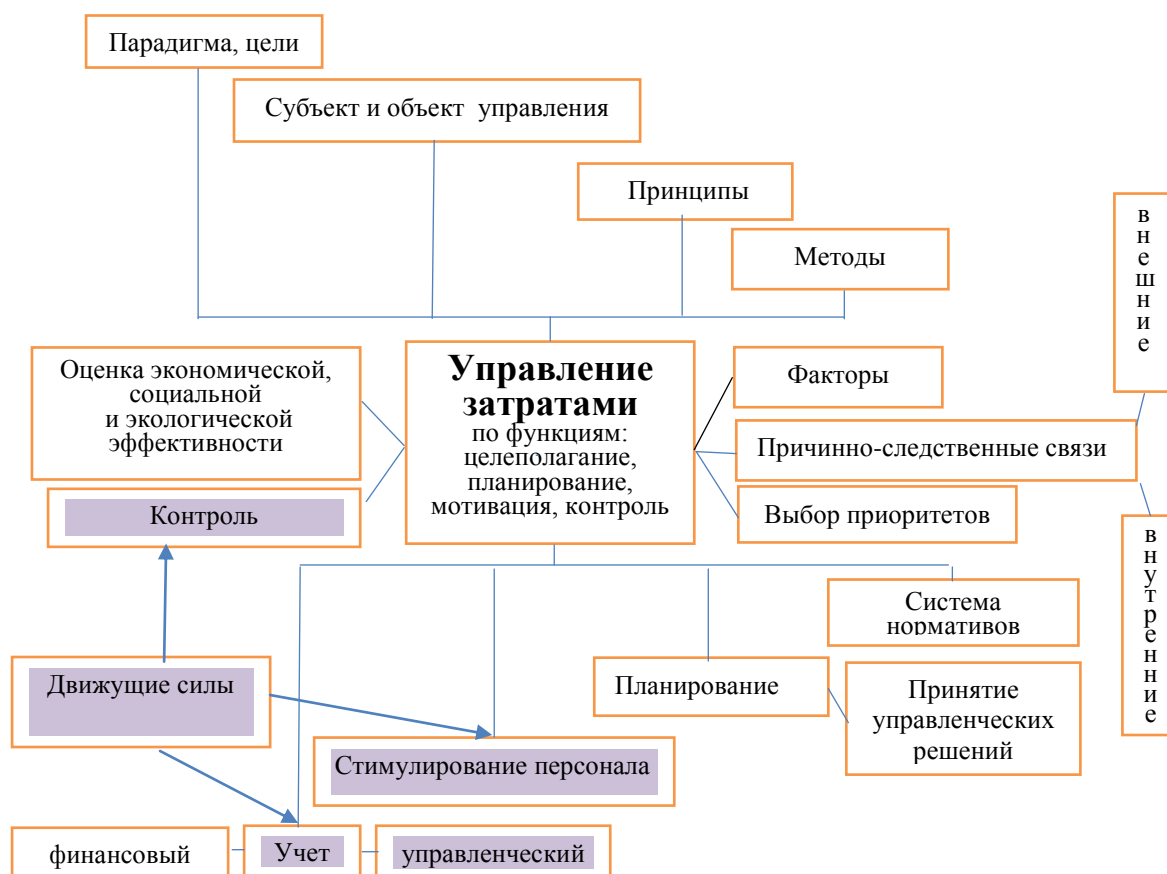 Парадигма, цели
Субъект и объект управления
Принципы
Методы
внешние
Оценка экономической,
социальной
и экологической
эффективности
Управление
затратами
по функциям:
целеполагание,
планирование,
мотивация, контроль
Факторы
Причинно-следственные связи
Выбор приоритетов
Контроль
внутренние
Система
нормативов
Движущие силы
Планирование
Принятие
управленческих
решений
Стимулирование персонала
финансовый
Учет
управленческий